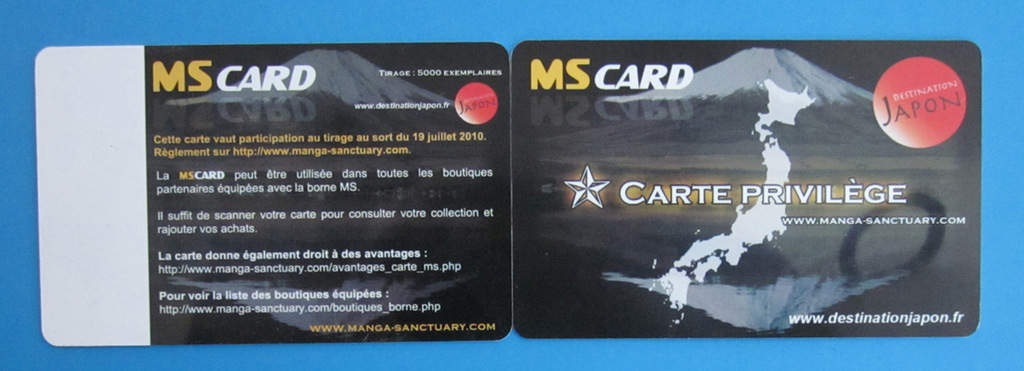 MS CARD
TIRAGE : 5000 EXEMPLAIRES
www.destinationjapon.fr
DESTINATION
JAPON
Cette carte vaut participation au tirage au sort du 19 juillet 2010.
Règlement sur http://www.manga-sanctuary.com.
La MSCARD peut être utilisée dans toutes les boutiques
partenaires équipées avec la borne MS.
Il suffit de scanner votre carte pour consulter votre collection et
rajouter vos achats.
La carte donne également droit à des avantages :
http://www.manga-sanctuary.com/avantages_carte_ms.php
Pour voir la liste des boutiques équipées :
http://www.manga-sanctuary.com/boutiques_borne.php
WWW.MANGA-SANCTUARY.COM
MS CARD
DESTINATION
JAPON
CARTE PRIVILÈGE
WWW.MANGA-SANCTUARY.COM
www.destinationjapon.fr